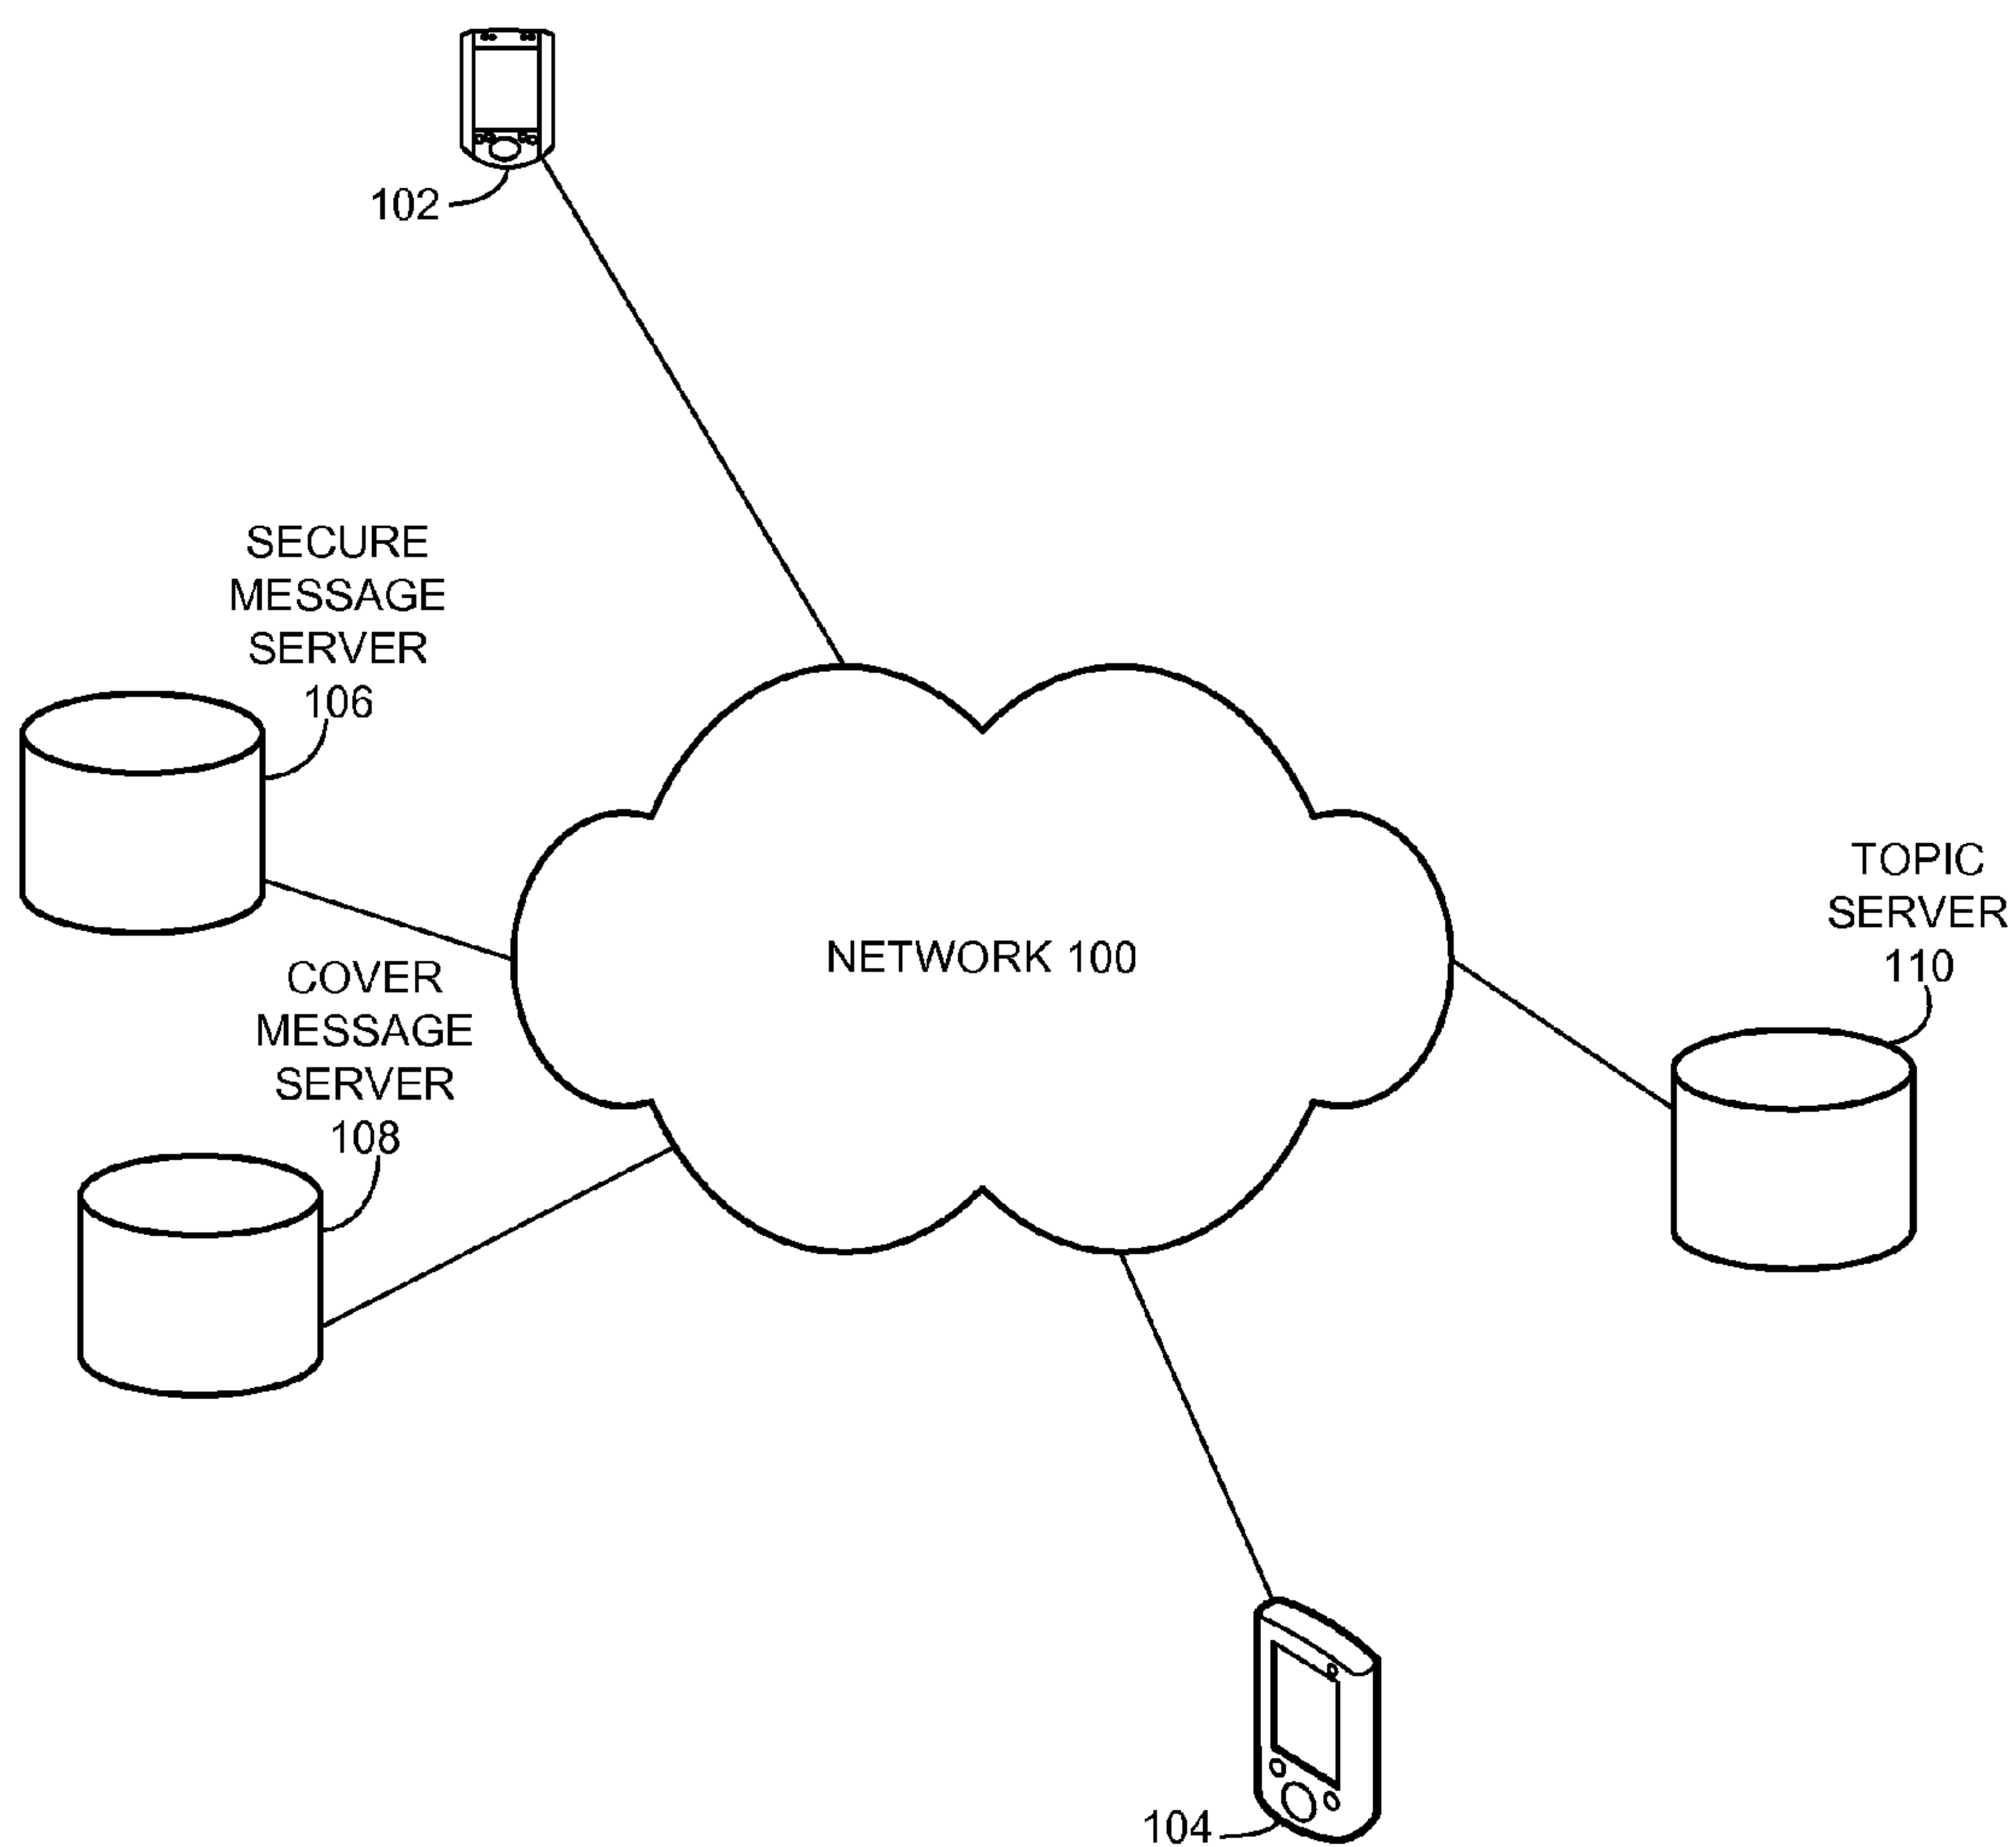 102
SECURE
MESSAGE
SERVER
106
COVER
MESSAGE
SERVER
108
NETWORK 100
TOPIC
SERVER
110
104